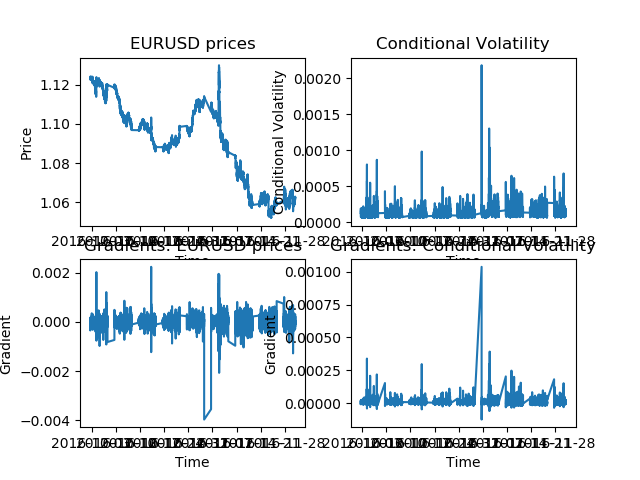 EURUSD prices
Conditional Volatility
1.12
1.10
1.08
1.06
Price
0.0020
0.0015
0.0010
0.0005
0.0000
Conditional Volatility
Time
Time
Gradients: EURUSD prices
Gradients: Conditional Volatility
0.002
0.000
−0.002
−0.004
Gradient
0.00100
0.00075
0.00050
0.00025
0.00000
Gradient
Time
Time